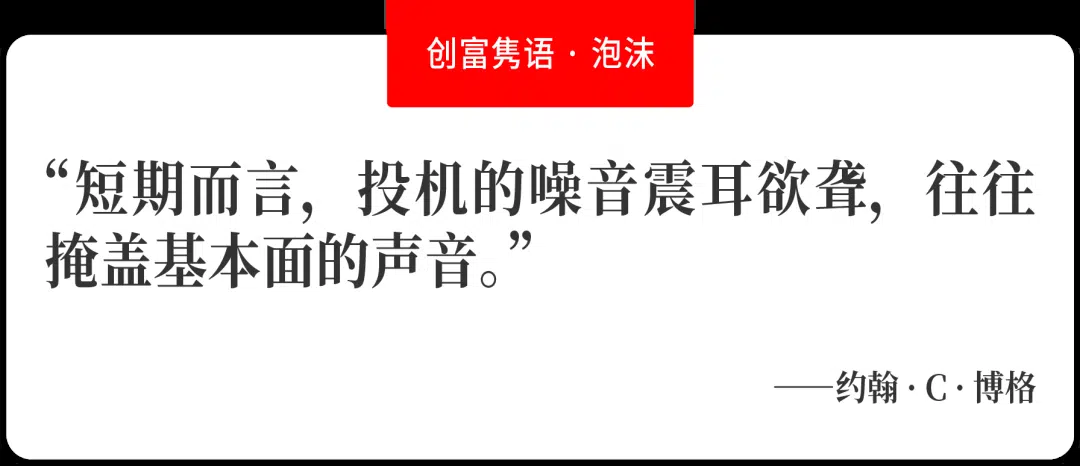 创富隽语 · 泡沫
“短期而言，投机的噪音震耳欲聋，往往
掩盖基本面的声音。”
——约翰 · C · 博格